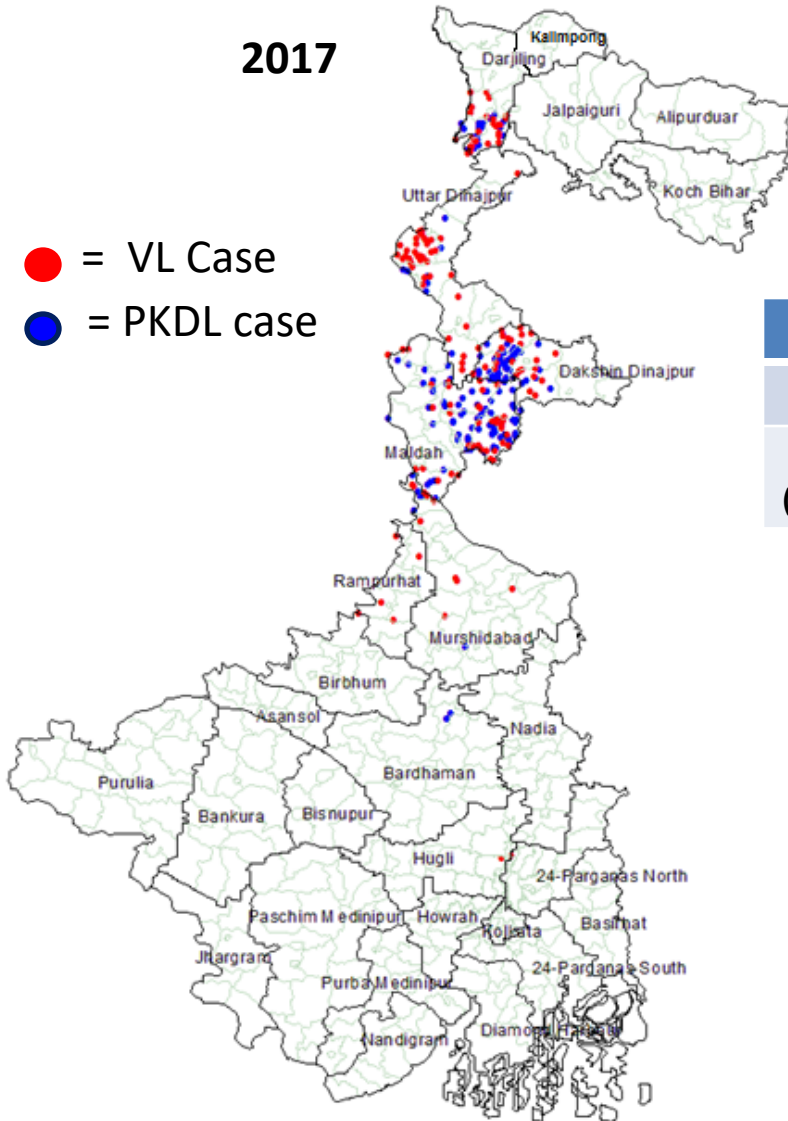 2017
Kalimpong
Darjiling
Jalpaiguri
Alipurduar
Koch Bihar
Uttar Dinajpur
= VL Case
= PKDL case
Dakshin Dinajpur
Maldah
(
Rampurhat
Murshidabad
Birbhum
Asansol
Nadia
Purulia
Bardhaman
Bankura
Bisnupur
Hugli
24-Parganas North
Paschim Medinipur
Howrah
Basirhat
Kolkata
Jhargram
24-Parganas South
Purba Medinipur
Nandigram
Diamond